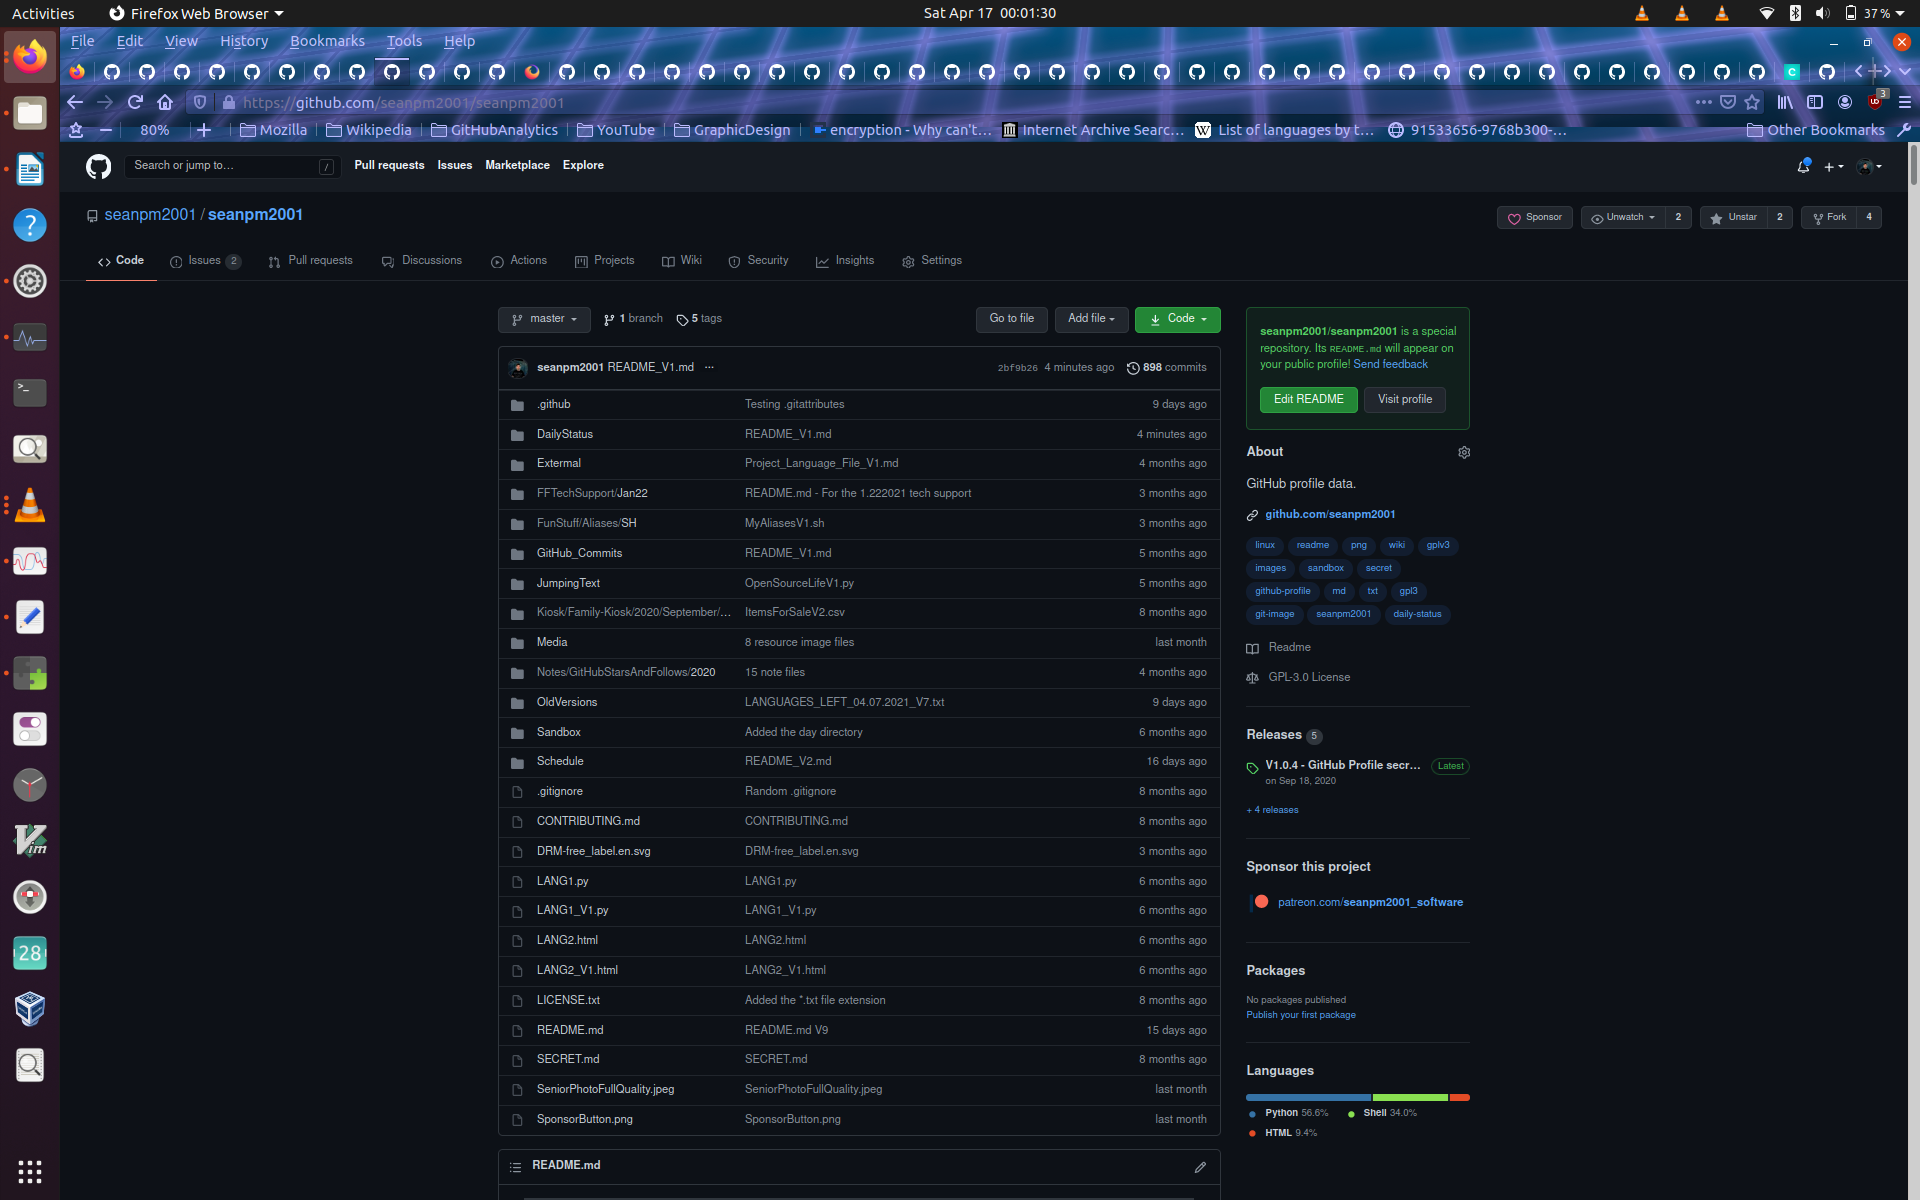 Activities Firefox Web Browser Sat Apr 17 00:01:30 37 %
File Edit View History Bookmarks Tools Help
https://github.com/seanpm2001/seanpm2001 3
80% Mozilla Wikipedia GitHubAnalytics YouTube GraphicDesign encryption - Why can't… Internet Archive Searc… List of languages by t… 91533656-9768b300-… Other Bookmarks
Search or jump to… / Pull requests Issues Marketplace Explore
seanpm2001 / seanpm2001 Sponsor Unwatch 2 Unstar 2 Fork 4
Code Issues 2 Pull requests Discussions Actions Projects Wiki Security Insights Settings
master 1 branch 5 tags Go to file Add file Code
seanpm2001 README_V1.md ... 2bf9b26 4 minutes ago 898 commits
.github Testing .gitattributes 9 days ago
DailyStatus README_V1.md 4 minutes ago
Extermal Project_Language_File_V1.md 4 months ago
FFTechSupport/Jan22 README.md - For the 1.222021 tech support 3 months ago
FunStuff/Aliases/SH MyAliasesV1.sh 3 months ago
GitHub_Commits README_V1.md 5 months ago
JumpingText OpenSourceLifeV1.py 5 months ago
Kiosk/Family-Kiosk/2020/September/… ItemsForSaleV2.csv 8 months ago
Media 8 resource image files last month
Notes/GitHubStarsAndFollows/2020 15 note files 4 months ago
OldVersions LANGUAGES_LEFT_04.07.2021_V7.txt 9 days ago
Sandbox Added the day directory 6 months ago
Schedule README_V2.md 16 days ago
.gitignore Random .gitignore 8 months ago
CONTRIBUTING.md CONTRIBUTING.md 8 months ago
DRM-free_label.en.svg DRM-free_label.en.svg 3 months ago
LANG1.py LANG1.py 6 months ago
LANG1_V1.py LANG1_V1.py 6 months ago
LANG2.html LANG2.html 6 months ago
LANG2_V1.html LANG2_V1.html 6 months ago
LICENSE.txt Added the *.txt file extension 8 months ago
README.md README.md V9 15 days ago
SECRET.md SECRET.md 8 months ago
SeniorPhotoFullQuality.jpeg SeniorPhotoFullQuality.jpeg last month
SponsorButton.png SponsorButton.png last month
README.md
seanpm2001/seanpm2001 is a special
repository. Its README.md will appear on
your public profile! Send feedback
Edit README Visit profile
About
GitHub profile data.
github.com/seanpm2001
linux readme png wiki gplv3
images sandbox secret
github-profile md txt gpl3
git-image seanpm2001 daily-status
Readme
GPL-3.0 License
Releases 5
V1.0.4 - GitHub Profile secr… Latest
on Sep 18, 2020
+ 4 releases
Sponsor this project
patreon.com/seanpm2001_software
Packages
No packages published
Publish your first package
Languages
Python 56.6% Shell 34.0%
HTML 9.4%
28